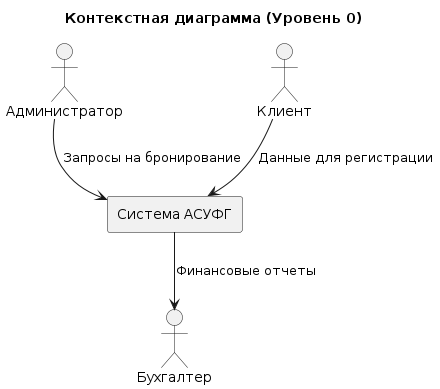 Контекстная диаграмма (Уровень 0)
Администратор
Клиент
Запросы на бронирование
Данные для регистрации
Система АСУФГ
Финансовые отчеты
Бухгалтер